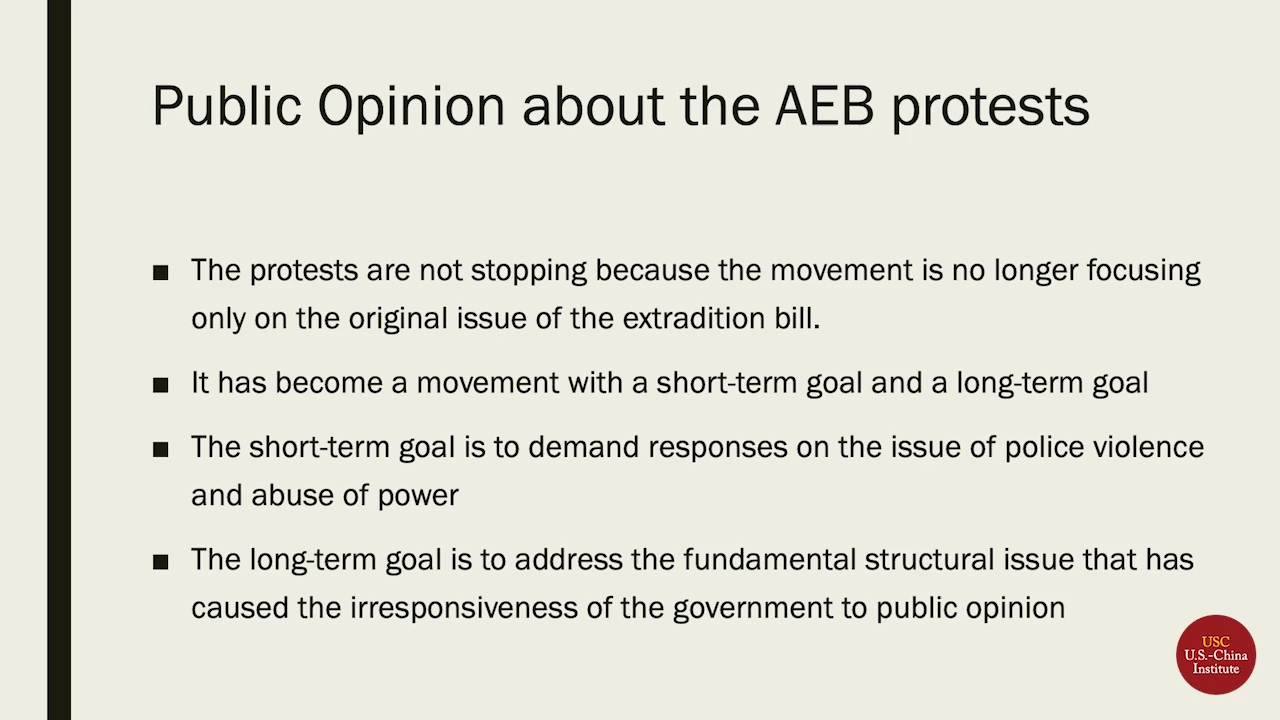 Public Opinion about the AEB protests
■ The protests are not stopping because the movement is no longer focusing
only on the original issue of the extradition bill.
■ It has become a movement with a short-term goal and a long-term goal
■ The short-term goal is to demand responses on the issue of police violence
and abuse of power
■ The long-term goal is to address the fundamental structural issue that has
caused the irresponsiveness of the government to public opinion
USC
U.S.-China
Institute